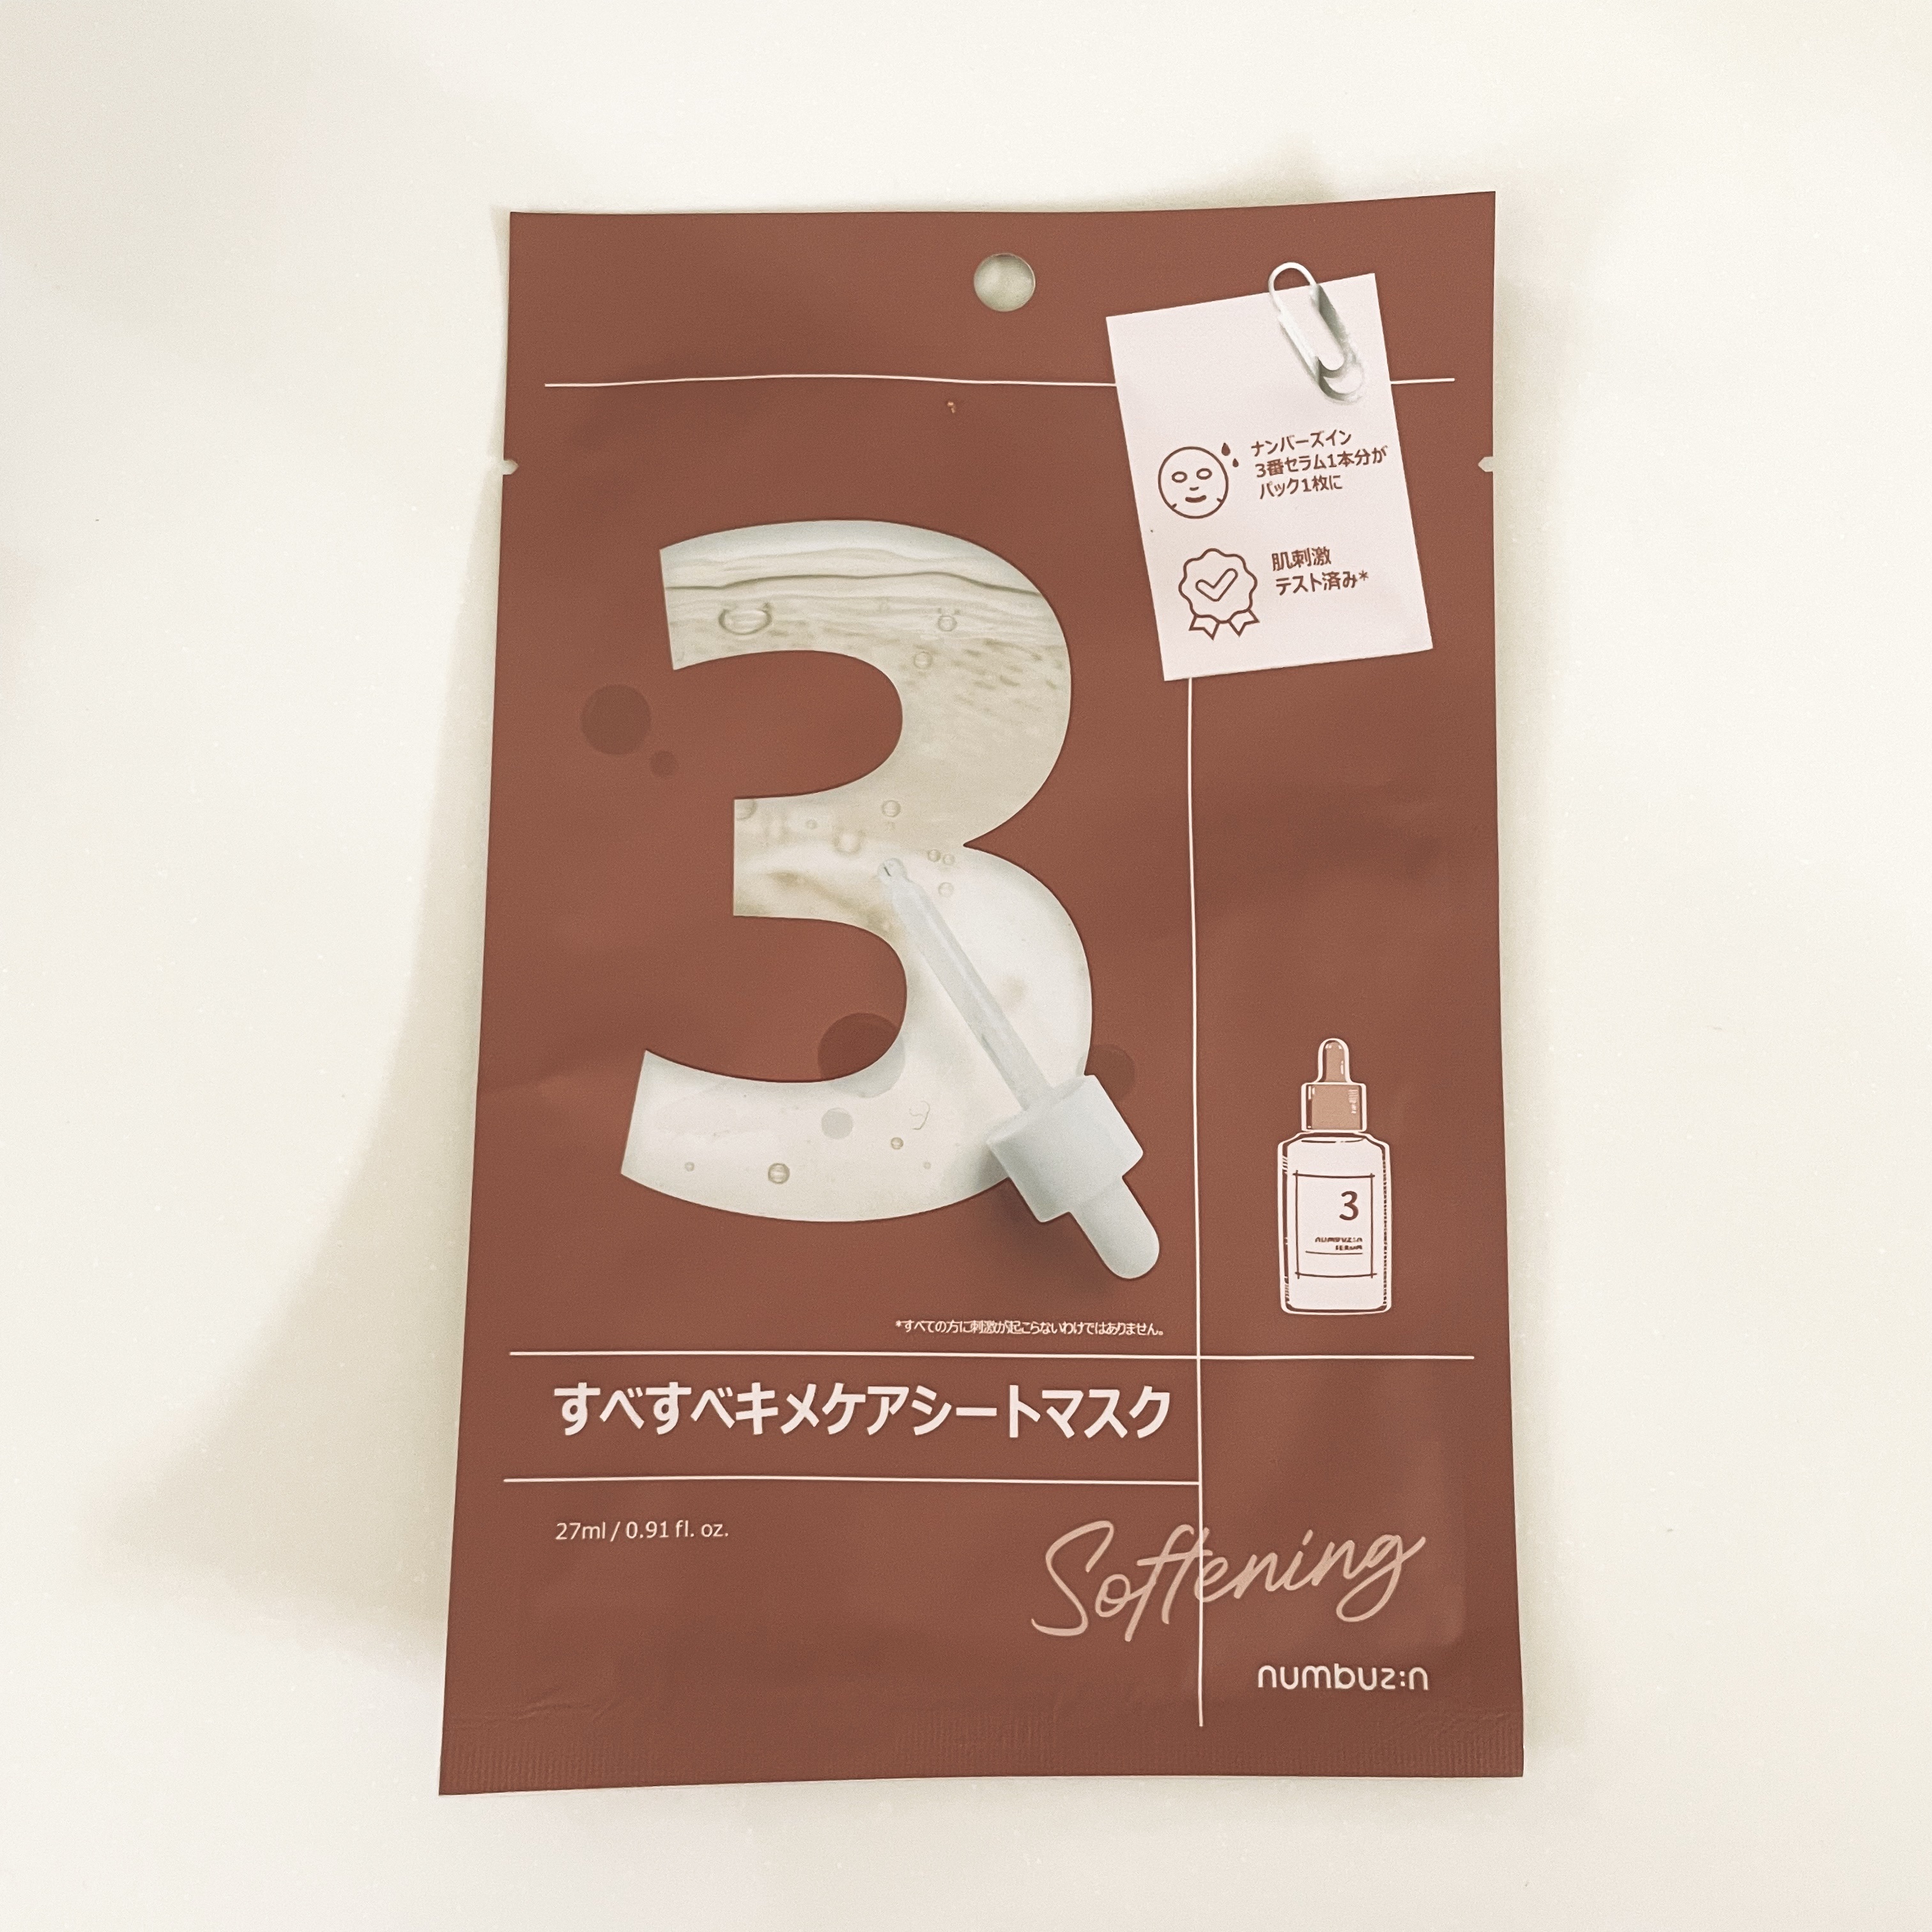 ナンバーズイン
3番セラム1本分が
パック1枚に
肌刺激
テスト済み*
3
3
numbuz:n
*すべての方に刺激が起こらないわけではありません。
すべすべキメケアシートマスク
27ml / 0.91 fl. oz.
Softening
numbuz:n